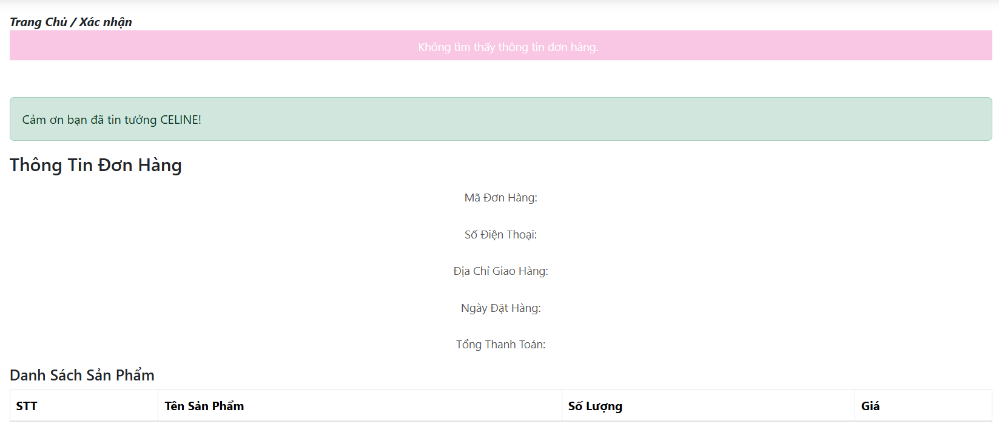 Trang Chủ / Xác nhận
Không tìm thấy thông tin đơn hàng.
Cảm ơn bạn đã tin tưởng CELINE!
Thông Tin Đơn Hàng
Mã Đơn Hàng:
Số Điện Thoại:
Địa Chỉ Giao Hàng:
Ngày Đặt Hàng:
Tổng Thanh Toán:
Danh Sách Sản Phẩm
STT Tên Sản Phẩm Số Lượng Giá